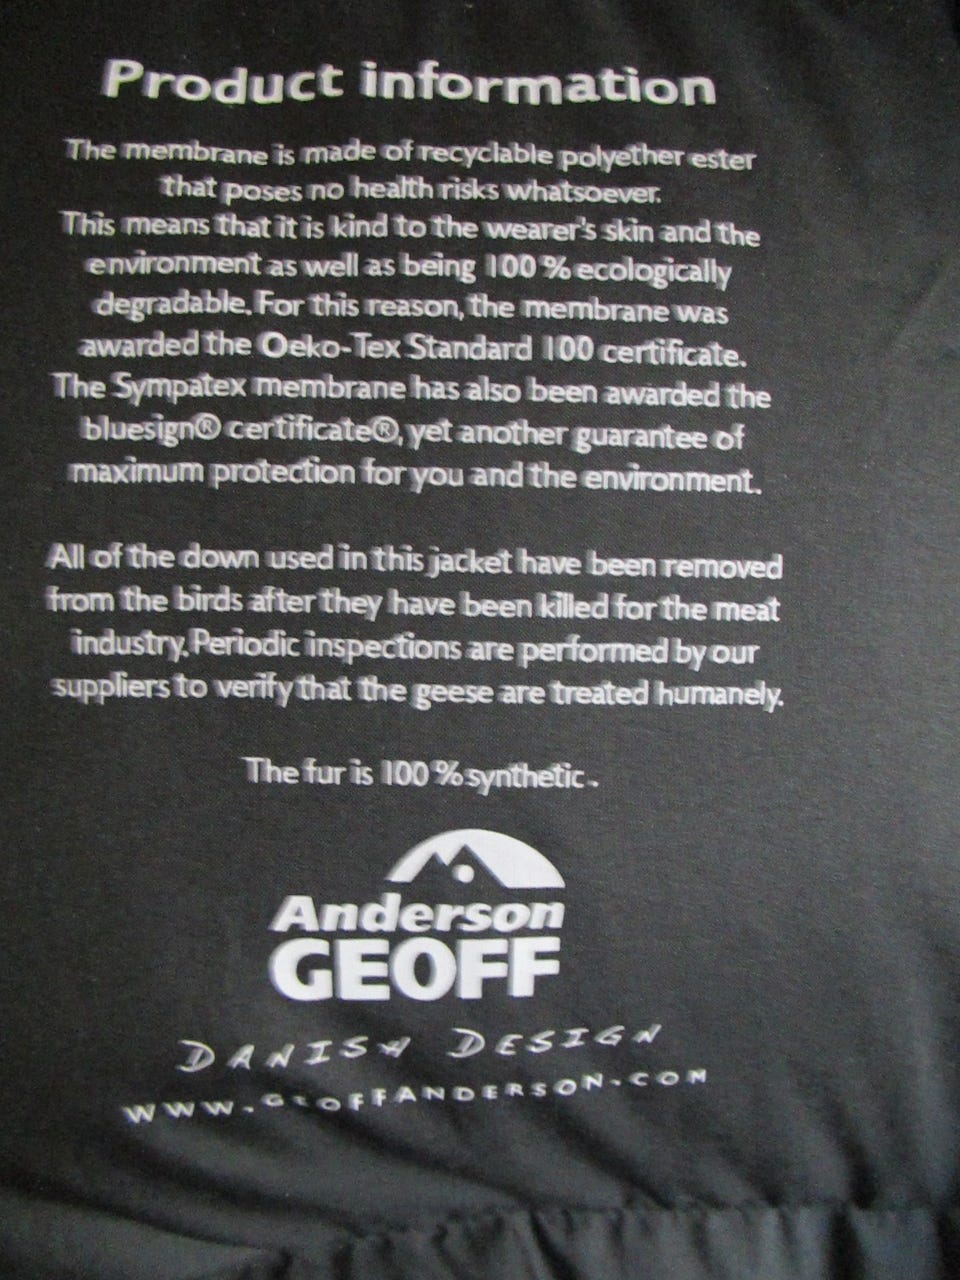 Product information
The membrane is made of recyclable polyether ester
that poses no health risks whatsoever.
This means that it is kind to the wearer's skin and the
environment as well as being 100 % ecologically
degradable. For this reason, the membrane was
awarded the Oeko-Tex Standard 100 certificate.
The Sympatex membrane has also been awarded the
bluesign® certificate®, yet another guarantee of
maximum protection for you and the environment.
All of the down used in this jacket have been removed
from the birds after they have been killed for the meat
industry. Periodic inspections are performed by our
suppliers to verify that the geese are treated humanely.
The fur is 100 % synthetic.
Anderson
GEOFF
DANISH DESIGN
WWW.GEOFFANDERSON.COM